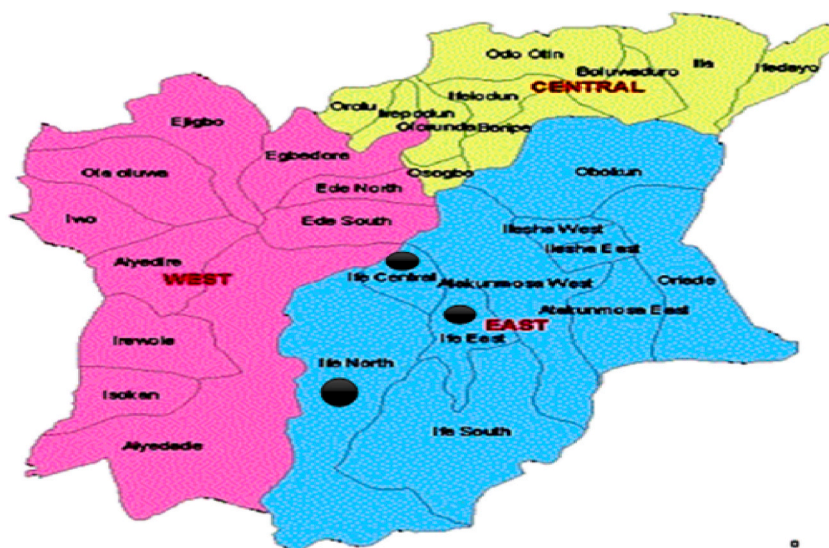 Odo Otin
Boluwaduro
Ila
Ifedayo
CENTRAL
Ifelodun
Orolu
Irepodun
Olorunda
Boripe
Osogbo
Ejigbo
Egbedore
Ola oluwa
Ede North
Iwo
Ede South
Aiyedire
WEST
Irewole
Isokan
Aiyedade
Obokun
Ilesha West
Ilesha East
Ife Central
Atakunmosa West
Oriade
Atakunmosa East
EAST
Ife East
Ife North
Ife South